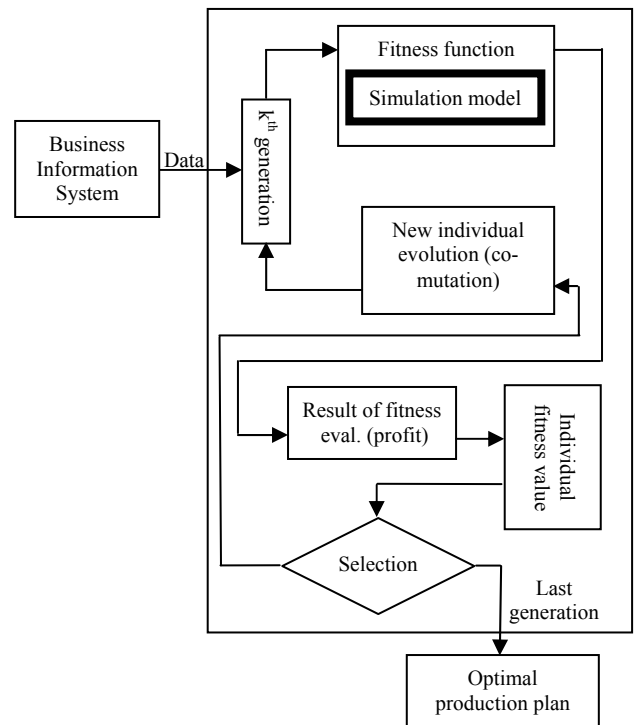 Fitness function
Simulation model
Business
Information
System
Data
kth generation
New individual
evolution (co-
mutation)
Result of fitness
eval. (profit)
Individual
fitness value
Selection
Last
generation
Optimal
production plan